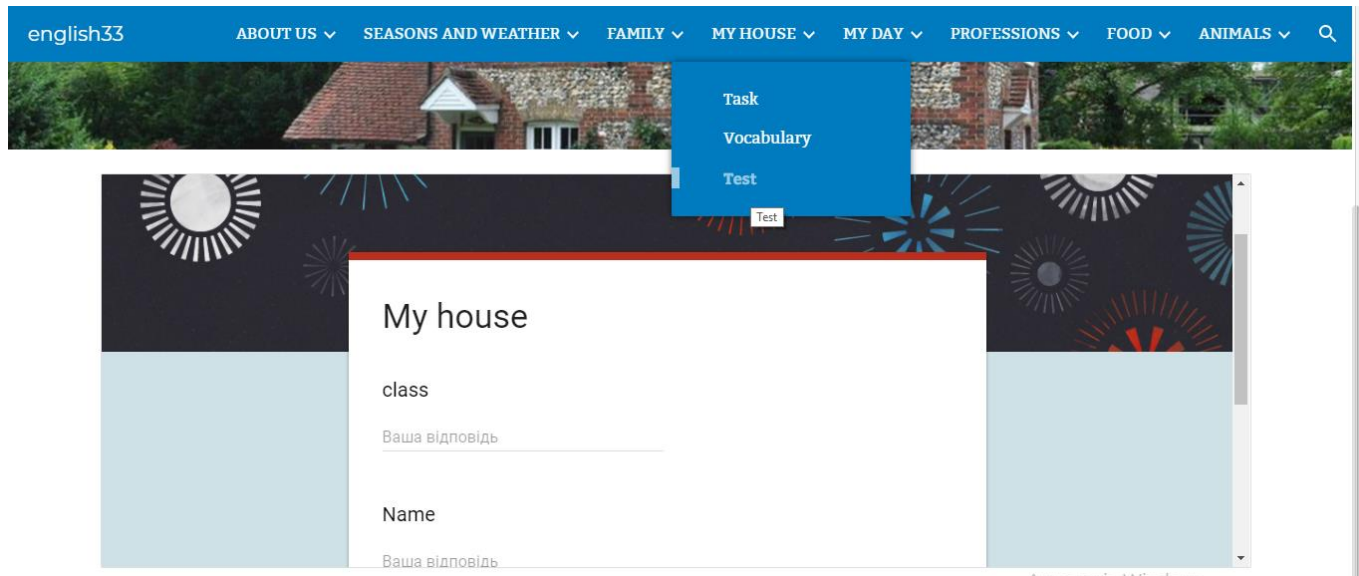 english33 ABOUT US SEASONS AND WEATHER FAMILY MY HOUSE MY DAY PROFESSIONS FOOD ANIMALS
Task
Vocabulary
Test
Test
My house
class
Ваша відповідь
Name
Ваша відповідь